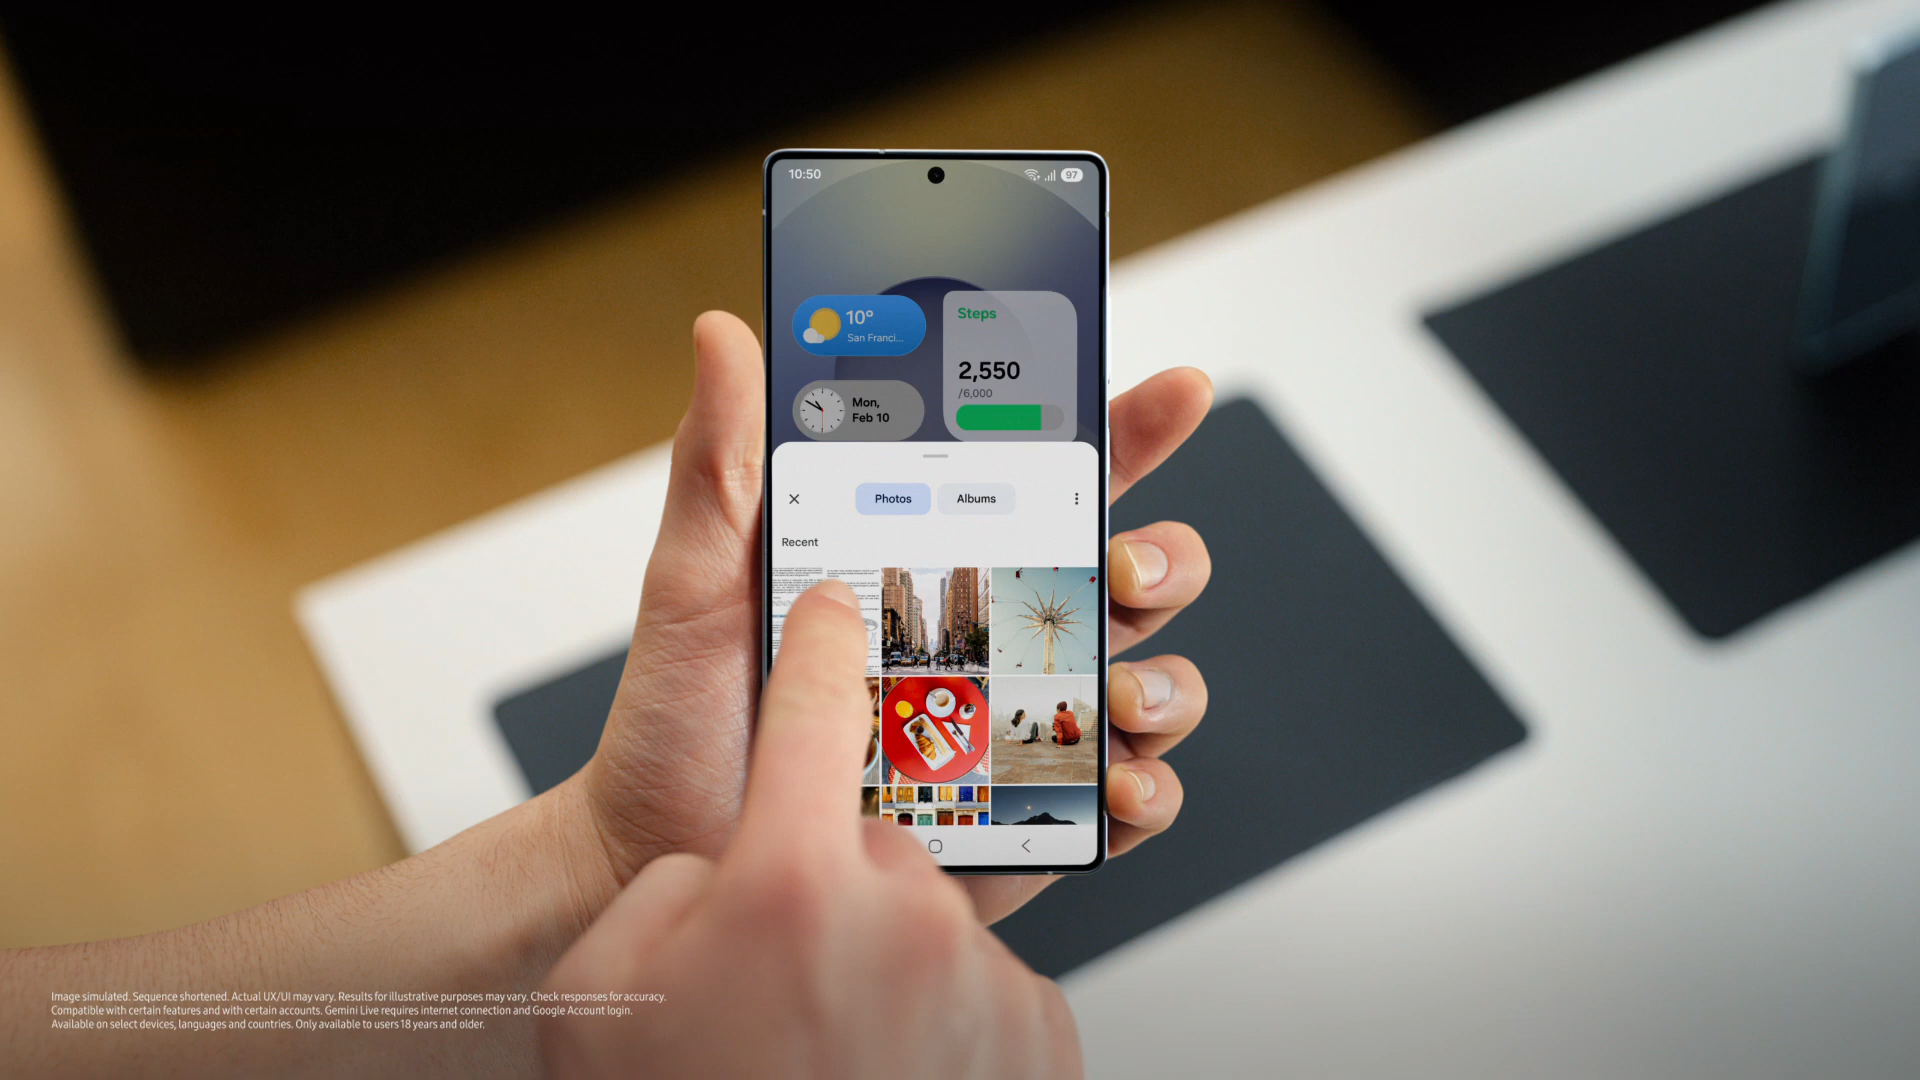 10:50
97
10°
San Franci...
Steps
2,550
/6,000
Mon,
Feb 10
Photos
Albums
Recent
Image simulated. Sequence shortened. Actual UX/UI may vary. Results for illustrative purposes may vary. Check responses for accuracy.
Compatible with certain features and with certain accounts. Gemini Live requires internet connection and Google Account login.
Available on select devices, languages and countries. Only available to users 18 years and older.